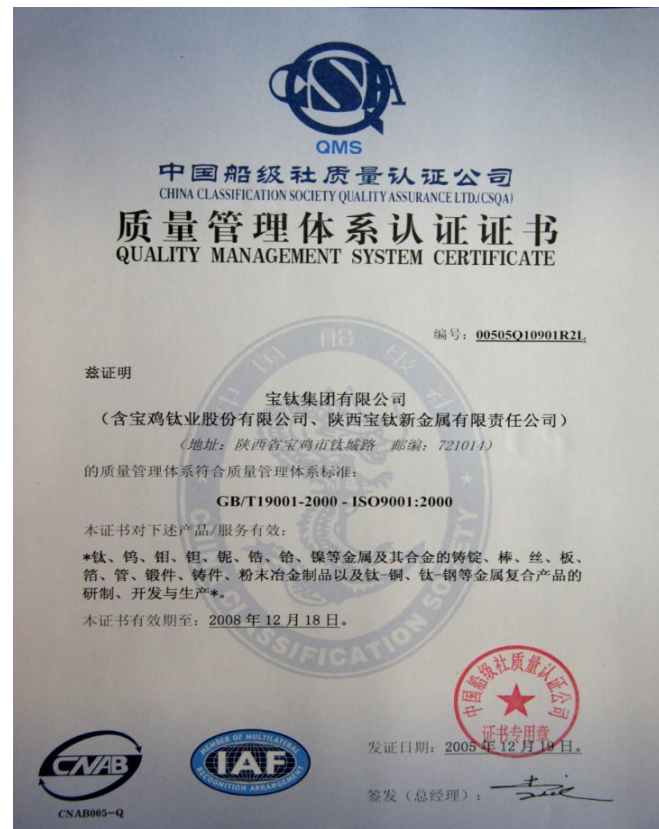 CSQA
QMS
中国船级社质量认证公司
CHINA CLASSIFICATION SOCIETY QUALITY ASSURANCE LTD.(CSQA)
质量管理体系认证证书
QUALITY MANAGEMENT SYSTEM CERTIFICATE
编号：00505Q10901R2L
兹证明
宝钛集团有限公司
（含宝鸡钛业股份有限公司、陕西宝钛新金属有限责任公司）
（地址：陕西省宝鸡市钛城路 邮编：721014）
的质量管理体系符合质量管理体系标准：
GB/T19001-2000 - ISO9001:2000
本证书对下述产品/服务有效：
*钛、钨、钼、钽、铌、锆、铪、镍等金属及其合金的铸锭、棒、丝、板、
箔、管、锻件、铸件、粉末冶金制品以及钛-铜、钛-钢等金属复合产品的
研制、开发与生产*。
本证书有效期至：2008 年 12 月 18 日。
中国船级社
CHINA CLASSIFICATION SOCIETY
中国船级社质量认证公司
证书专用章
发证日期：2005 年 12 月 19 日。
签发（总经理）：
CNAB
CNAB005-Q
MEMBER OF MULTILATERAL
IAF
RECOGNITION ARRANGEMENT